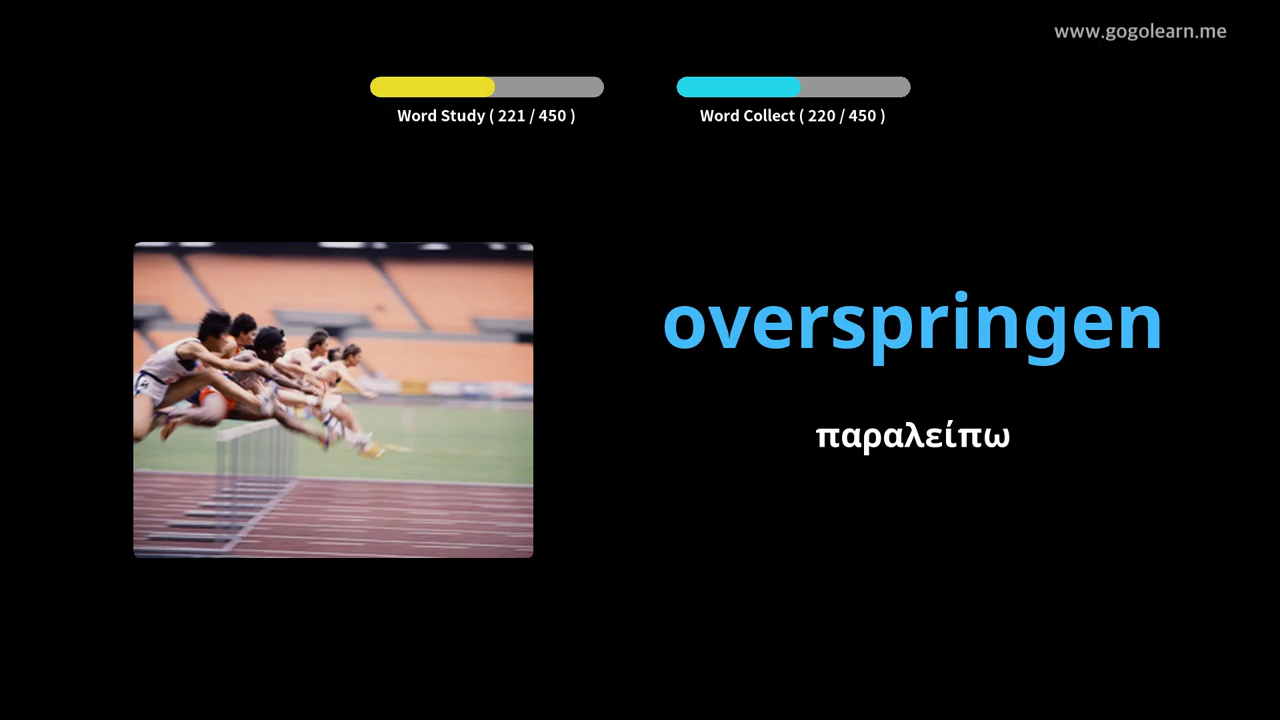 www.gogolearn.me
Word Study ( 221 / 450 )
Word Collect ( 220 / 450 )
overspringen
παραλείπω